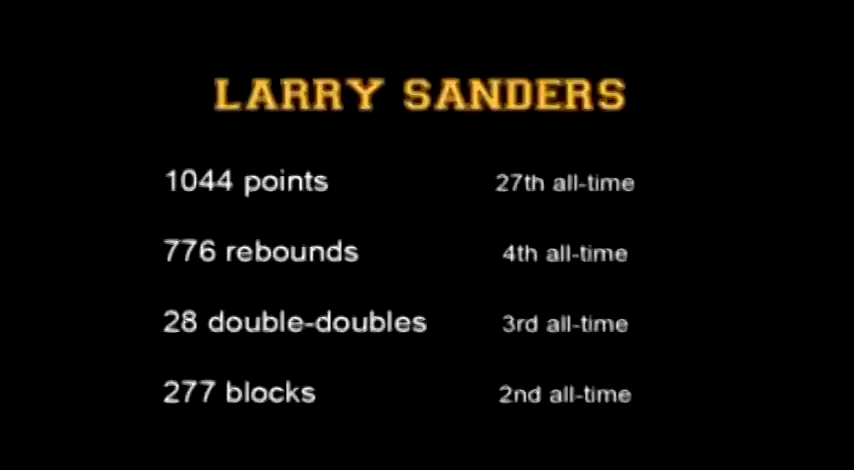 LARRY SANDERS
1044 points 27th all-time
776 rebounds 4th all-time
28 double-doubles 3rd all-time
277 blocks 2nd all-time